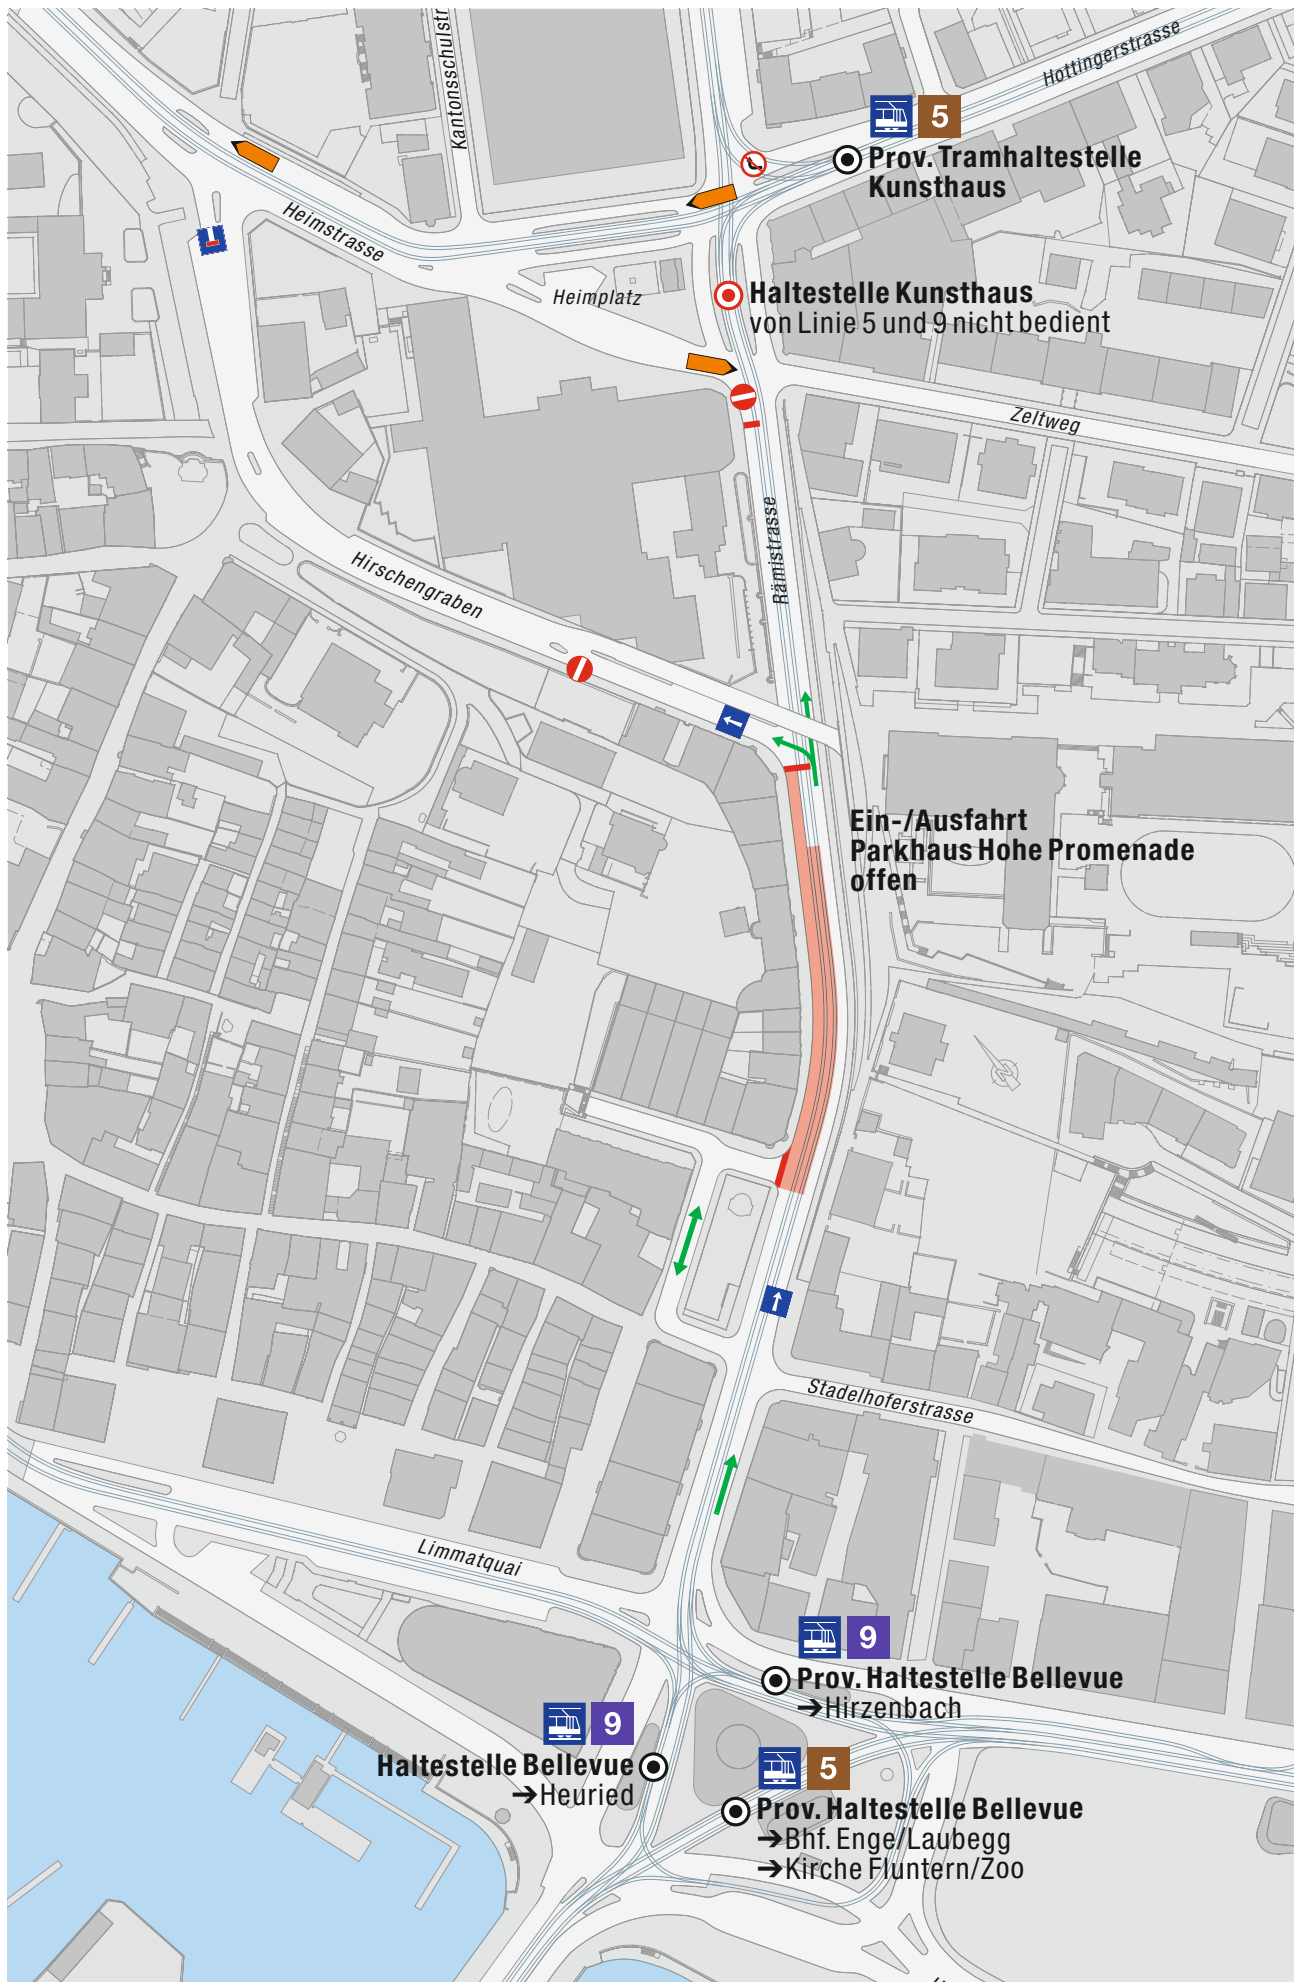 Kantonsschulstr
Hottingerstrasse
5
Prov. Tramhaltestelle
Kunsthaus
Heimstrasse
Heimplatz
Haltestelle Kunsthaus
von Linie 5 und 9 nicht bedient
Zeltweg
Rämistrasse
Hirschengraben
Ein-/Ausfahrt
Parkhaus Hohe Promenade
offen
Stadelhoferstrasse
Limmatquai
9
Prov. Haltestelle Bellevue
➔Hirzenbach
9
Haltestelle Bellevue
➔Heuried
5
Prov. Haltestelle Bellevue
➔Bhf. Enge/Laubegg
➔Kirche Fluntern/Zoo